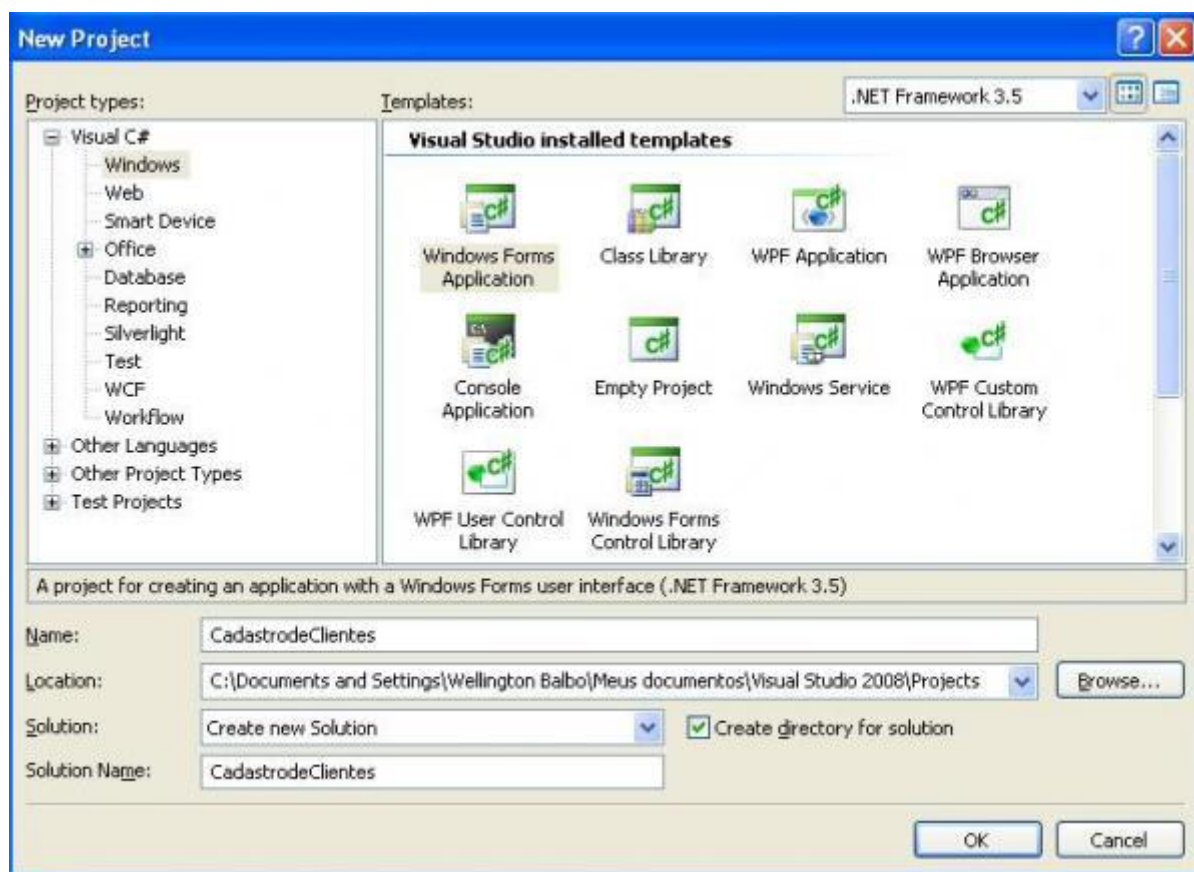 New Project
Project types:
Templates:
.NET Framework 3.5
Visual C#
Windows
Web
Smart Device
Office
Database
Reporting
Silverlight
Test
WCF
Workflow
Other Languages
Other Project Types
Test Projects
Visual Studio installed templates
Windows Forms
Application
Class Library
WPF Application
WPF Browser
Application
Console
Application
Empty Project
Windows Service
WPF Custom
Control Library
WPF User Control
Library
Windows Forms
Control Library
A project for creating an application with a Windows Forms user interface (.NET Framework 3.5)
Name:
CadastrodeClientes
Location:
C:\Documents and Settings\Wellington Balbo\Meus documentos\Visual Studio 2008\Projects
Browse...
Solution:
Create new Solution
Create directory for solution
Solution Name:
CadastrodeClientes
OK
Cancel